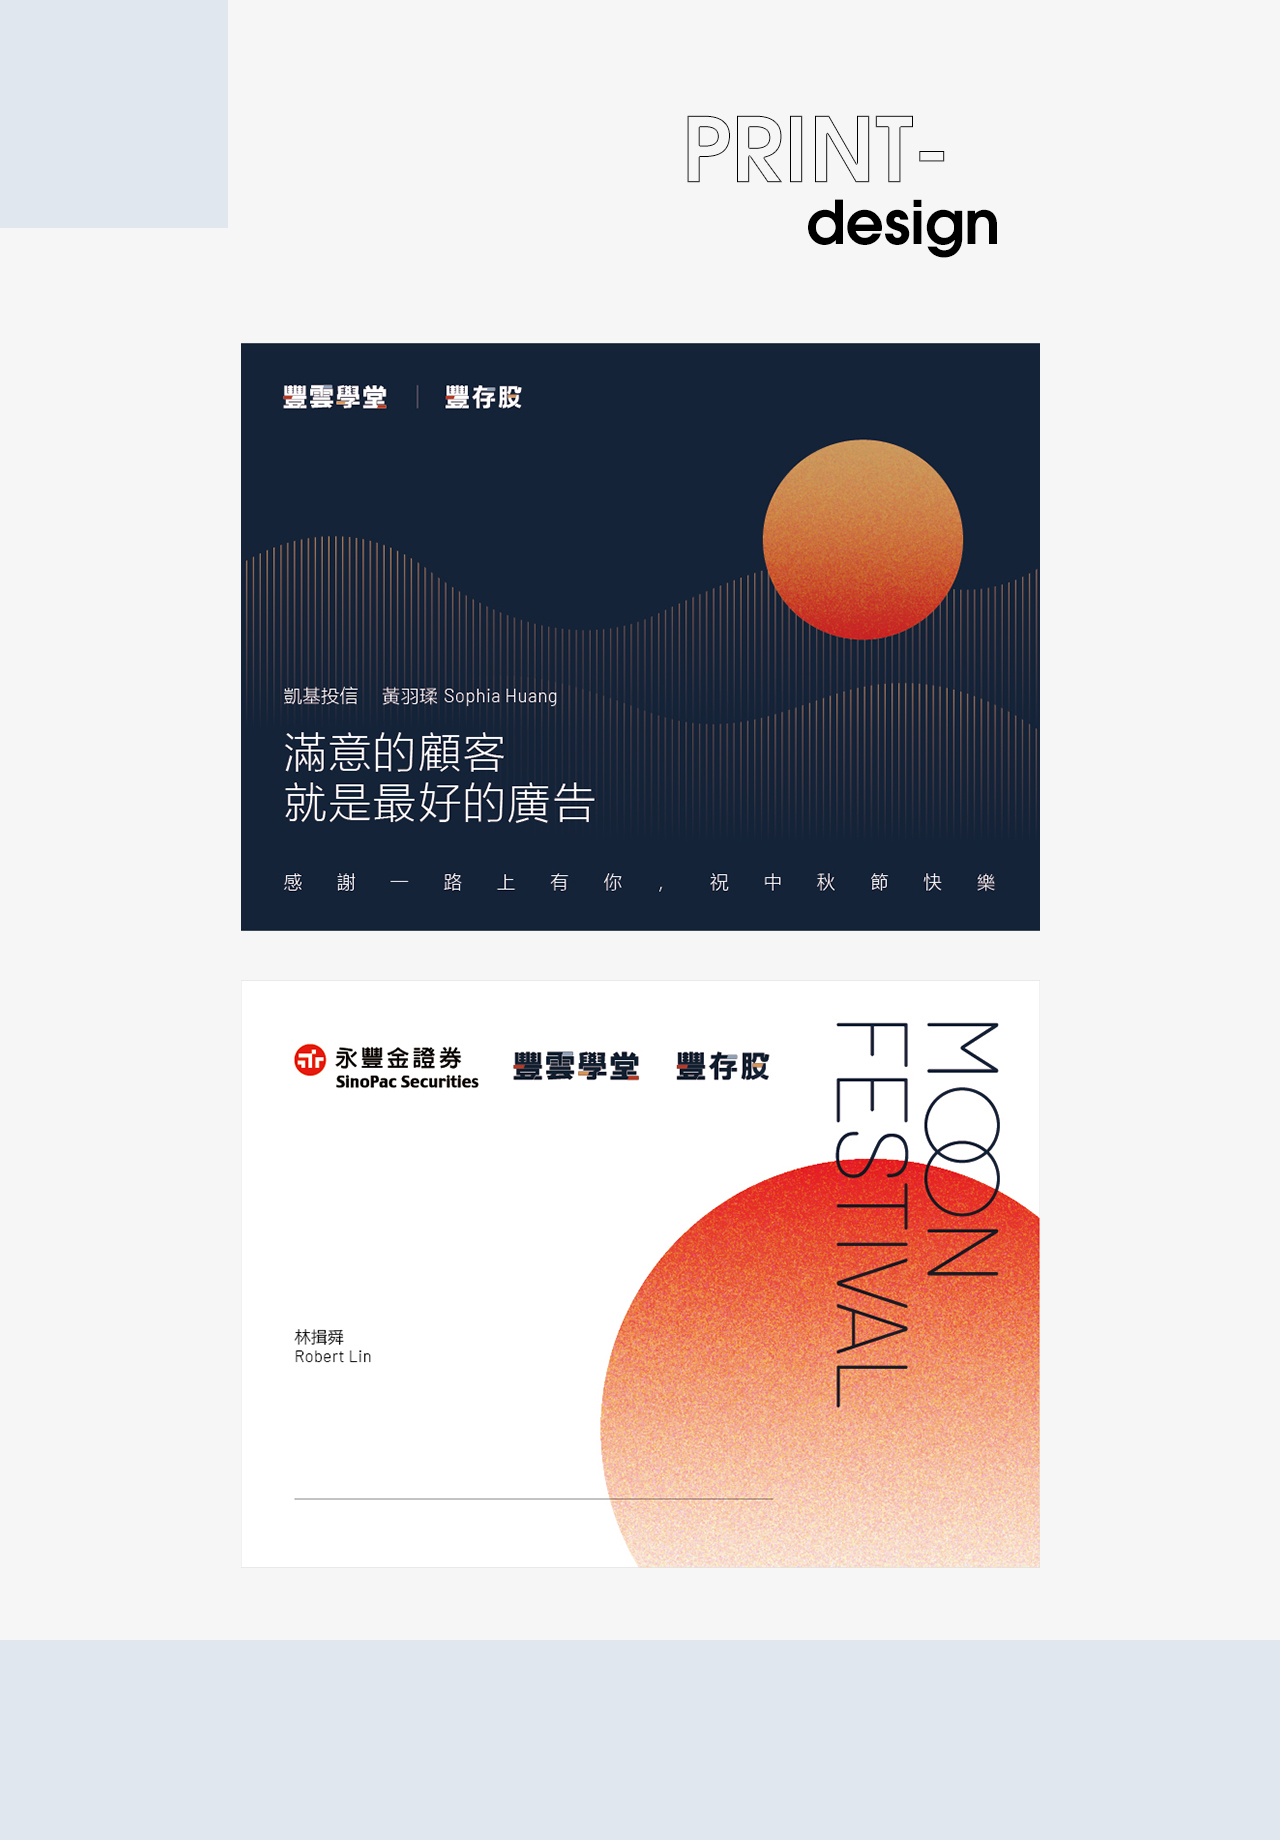 PRINT-
design
豐雲學堂 | 豐存股
凱基投信 黃羽瑈 Sophia Huang
滿意的顧客
就是最好的廣告
感謝一路上有你，祝中秋節快樂
永豐金證券 豐雲學堂 豐存股
SinoPac Securities
MOON
FESTIVAL
林揖舜
Robert Lin